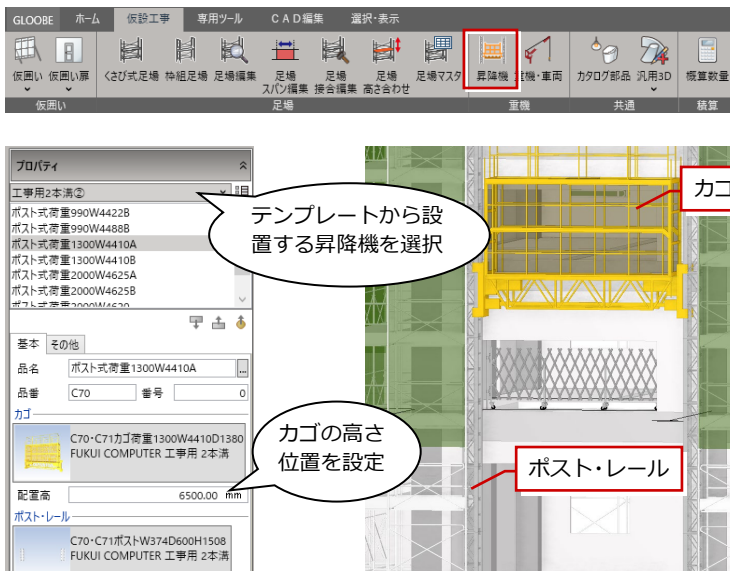 GLOOBE ホーム 仮設工事 専用ツール CAD編集 選択・表示
仮囲い 仮囲い扉 くさび式足場 枠組足場 足場編集 足場 足場 足場 足場マスタ 昇降機 重機・車両 カタログ部品 汎用3D 概算数量
スパン編集 接合編集 高さ合わせ
仮囲い 足場 重機 共通 積算
プロパティ
工事用2本溝②
ポスト式荷重990W4422B
ポスト式荷重990W4488B
ポスト式荷重1300W4410A
ポスト式荷重1300W4410B
ポスト式荷重2000W4625A
ポスト式荷重2000W4625B
ポスト式荷重2000W4620
テンプレートから設
置する昇降機を選択
カゴ
基本 その他
品名 ポスト式荷重1300W4410A ...
品番 C70 番号 0
カゴ
C70・C71カゴ荷重1300W4410D1380
FUKUI COMPUTER 工事用 2本溝
カゴの高さ
位置を設定
配置高 6500.00 mm
ポスト・レール
ポスト・レール
C70・C71ポストW374D600H1508
FUKUI COMPUTER 工事用 2本溝